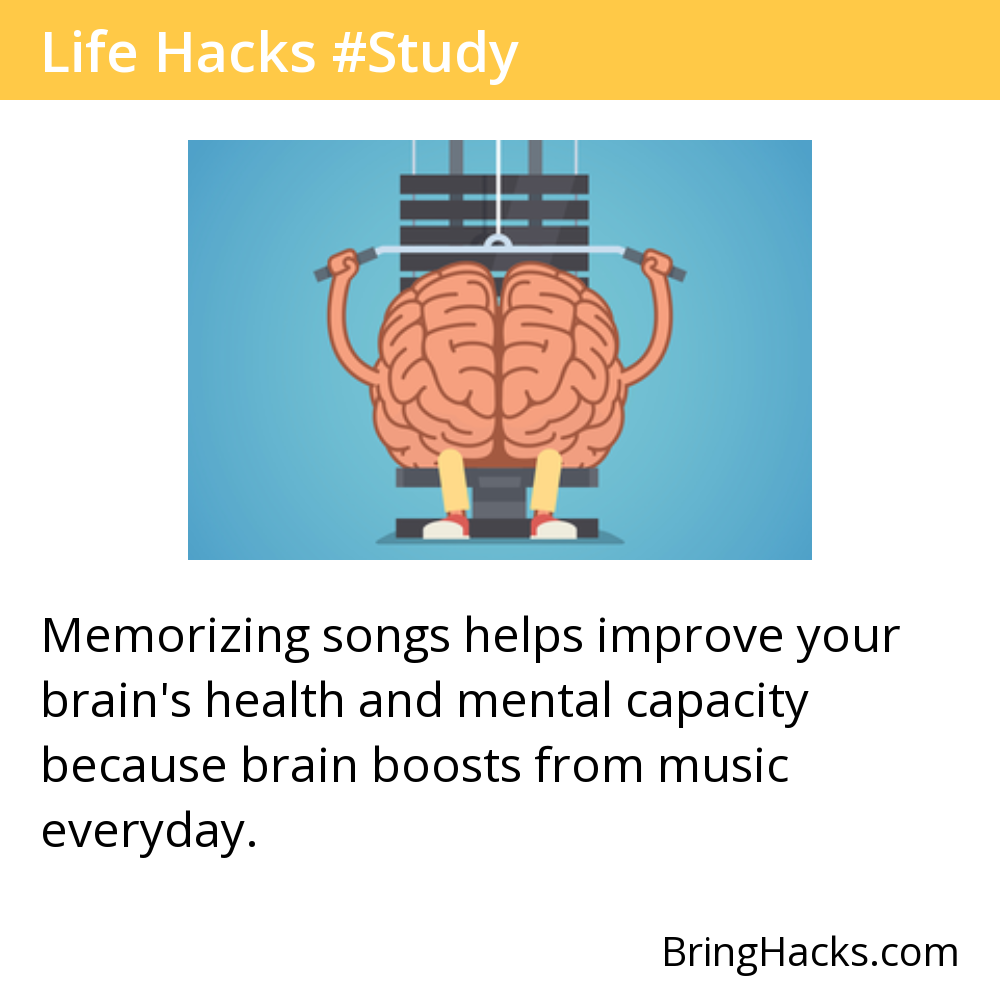 Life Hacks #Study
Memorizing songs helps improve your
brain's health and mental capacity
because brain boosts from music
everyday.
BringHacks.com